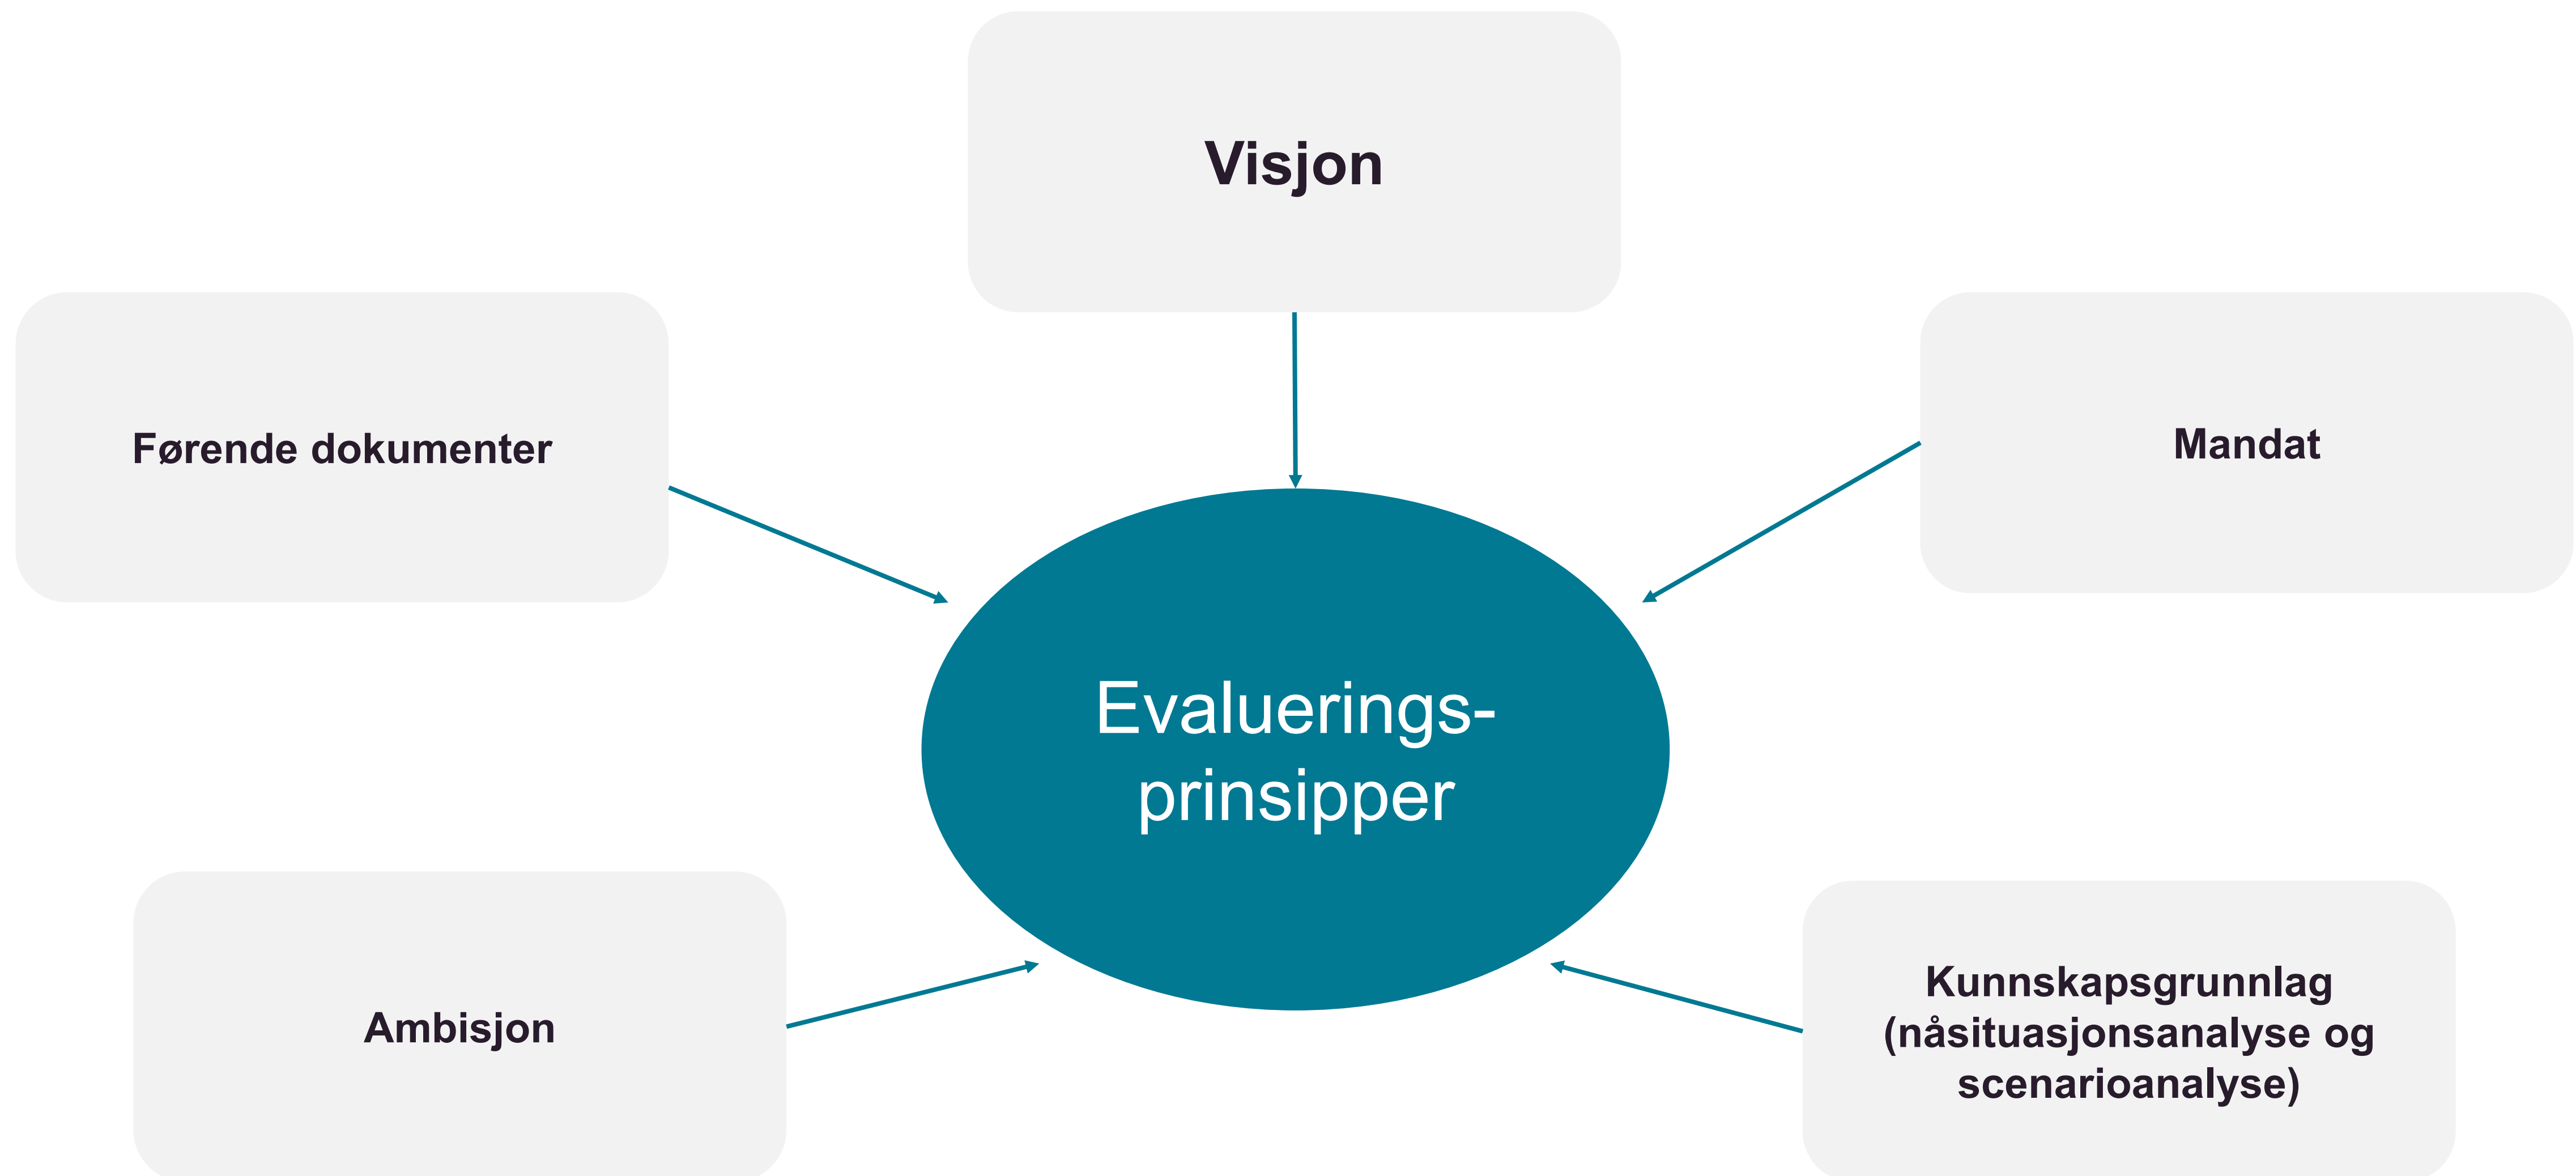 Visjon
Førende dokumenter
Mandat
Evaluerings-
prinsipper
Ambisjon
Kunnskapsgrunnlag
(nåsituasjonsanalyse og
scenarioanalyse)